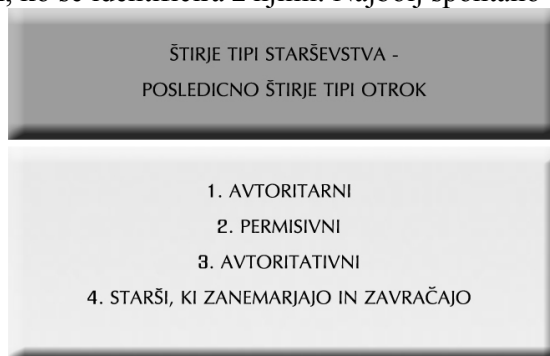 ŠTIRJE TIPI STARŠEVSTVA -
POSLEDICNO ŠTIRJE TIPI OTROK
1. AVTORITARNI
2. PERMISIVNI
3. AVTORITATIVNI
4. STARŠI, KI ZANEMARJAJO IN ZAVRAČAJO